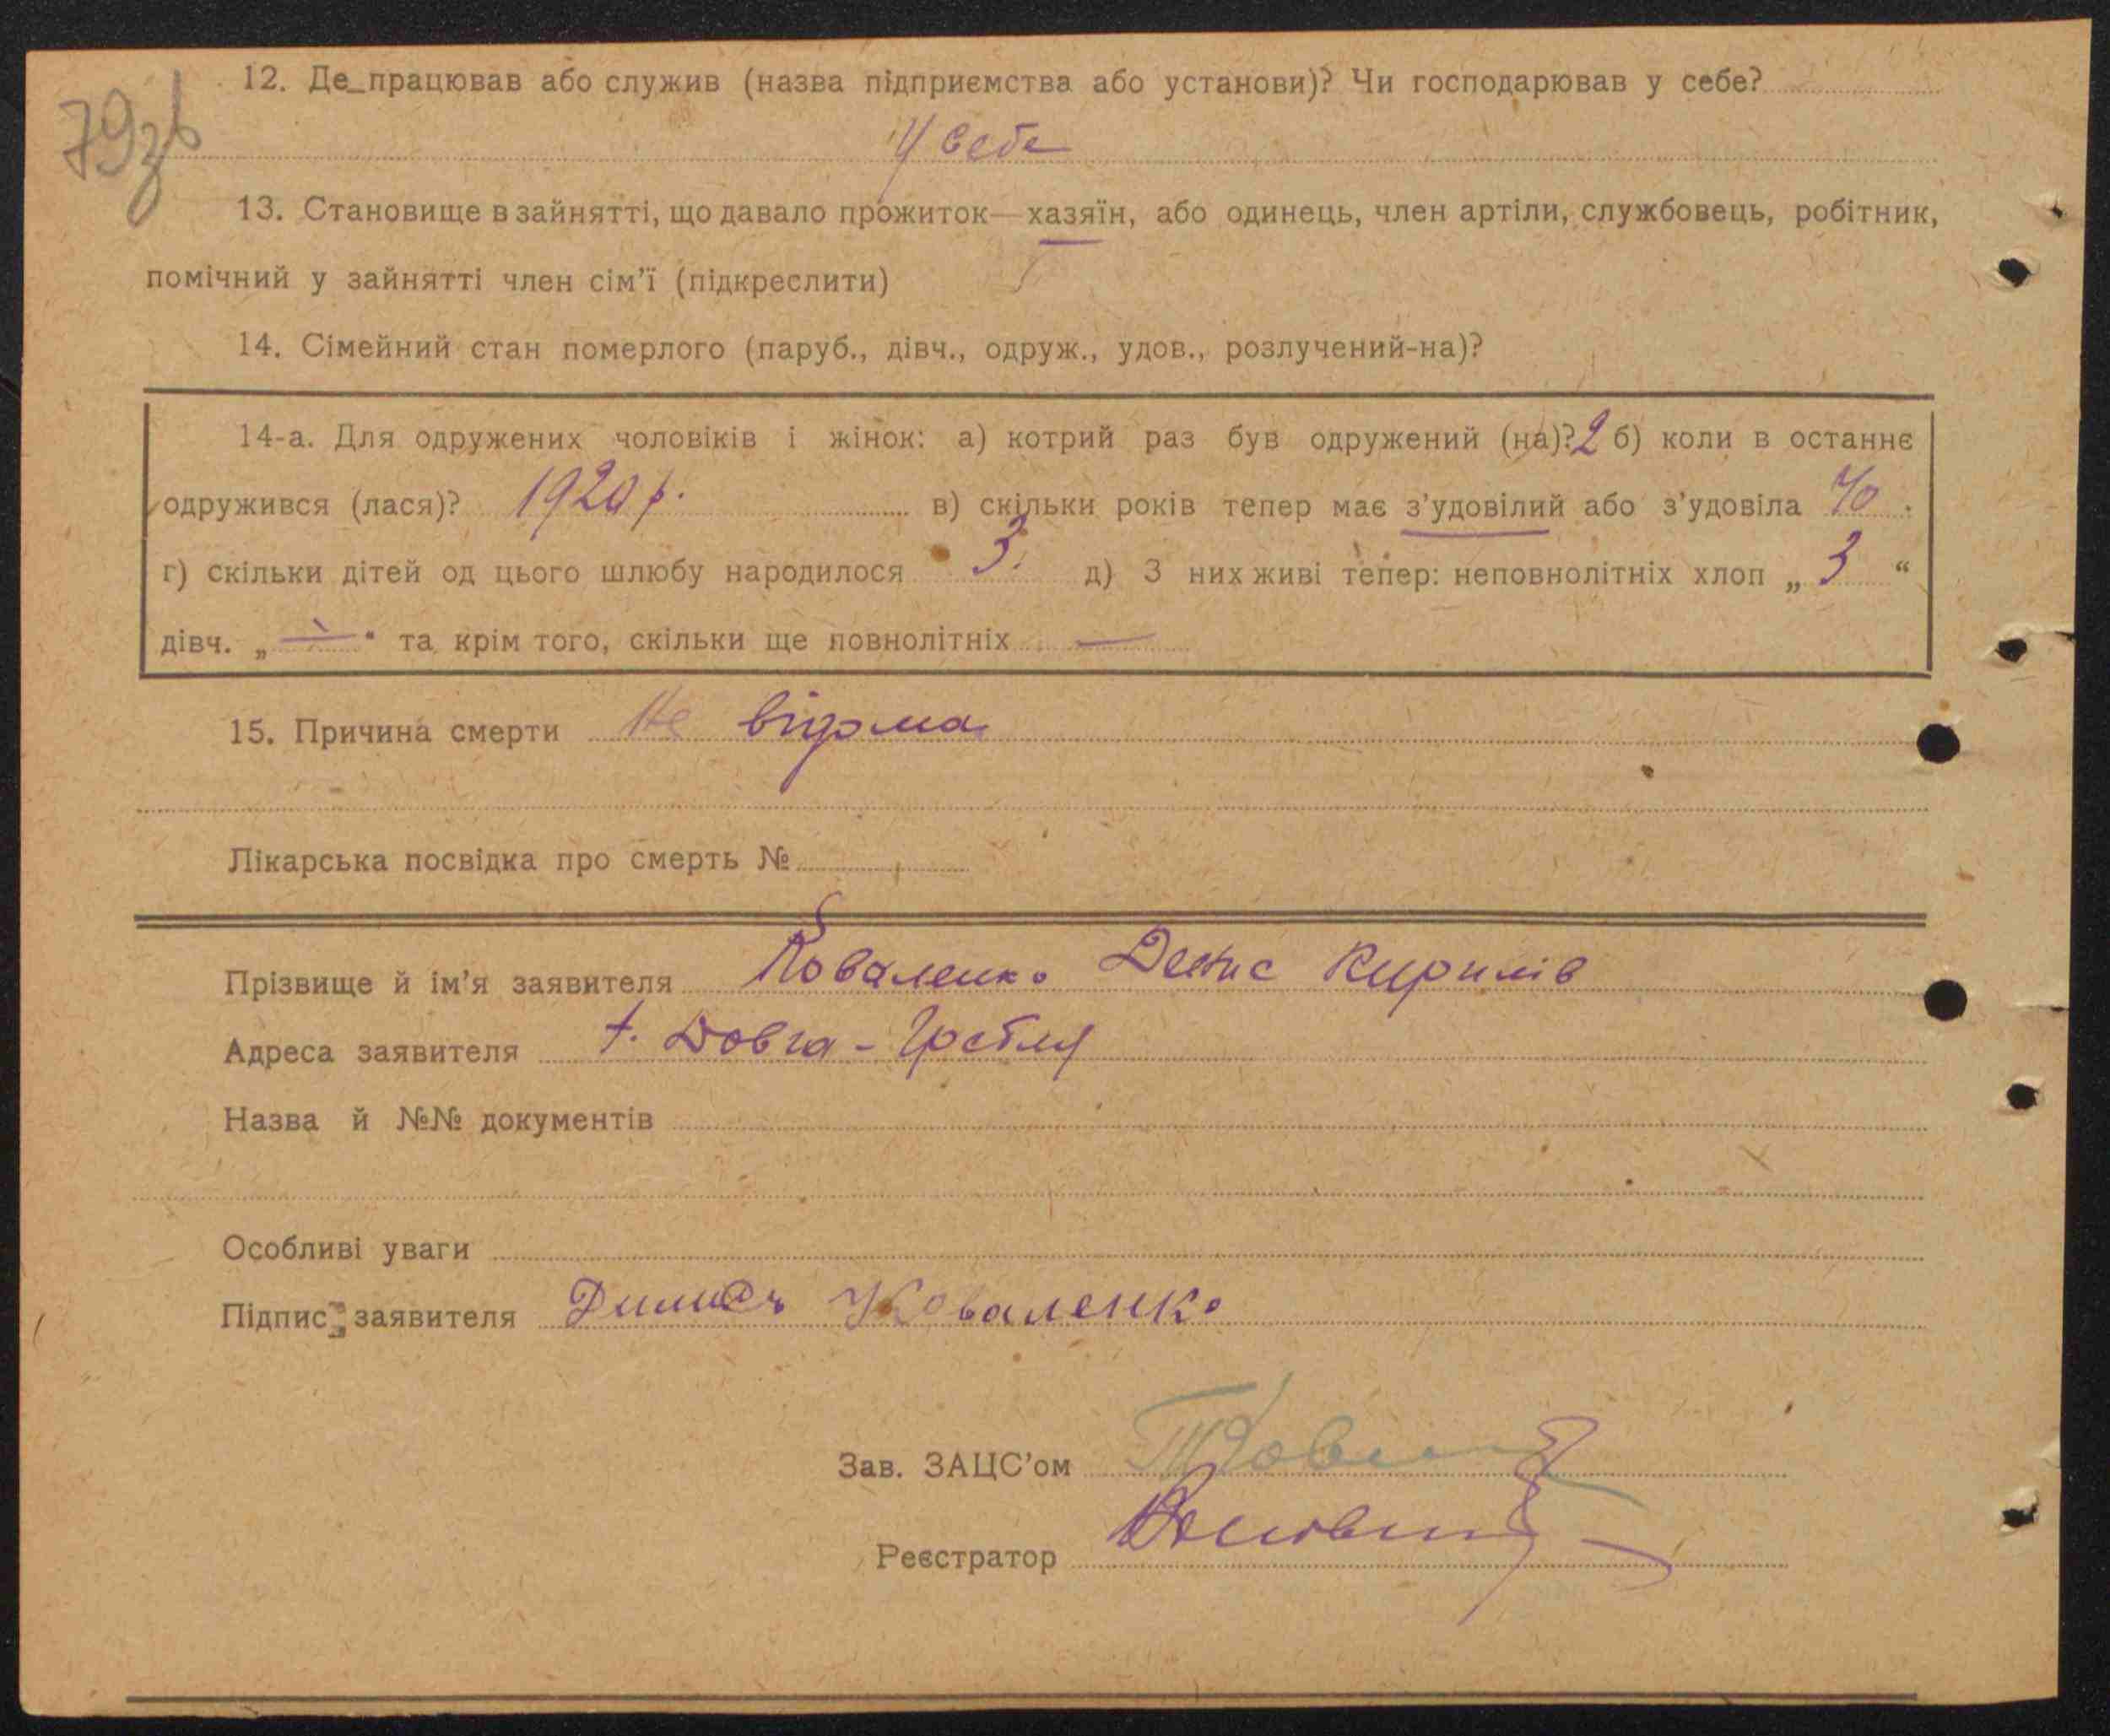 79зв
12. Де працював або служив (назва підприємства або установи)? Чи господарював у себе?
У себе
13. Становище в зайнятті, що давало прожиток—хазяїн, або одинець, член артіли, службовець, робітник,
помічний у зайнятті член сім’ї (підкреслити)
14. Сімейний стан померлого (паруб., дівч., одруж., удов., розлучений-на)?
14-а. Для одружених чоловіків і жінок: а) котрий раз був одружений (на)? 2 б) коли в останнє
одружився (лася)? 1920 р. в) скільки років тепер має з’удовілий або з’удовіла 40.
г) скільки дітей од цього шлюбу народилося 3. д) З них живі тепер: неповнолітніх хлоп „ 3 “
дівч. „ — “ та крім того, скільки ще повнолітніх —
15. Причина смерти Не відома
Лікарська посвідка про смерть №
Прізвище й ім’я заявителя Коваленко Денис Кирилів
Адреса заявителя х. Довга-Гребля
Назва й №№ документів
Особливі уваги
Підпис заявителя Коваленко
Зав. ЗАЦС’ом
Реєстратор